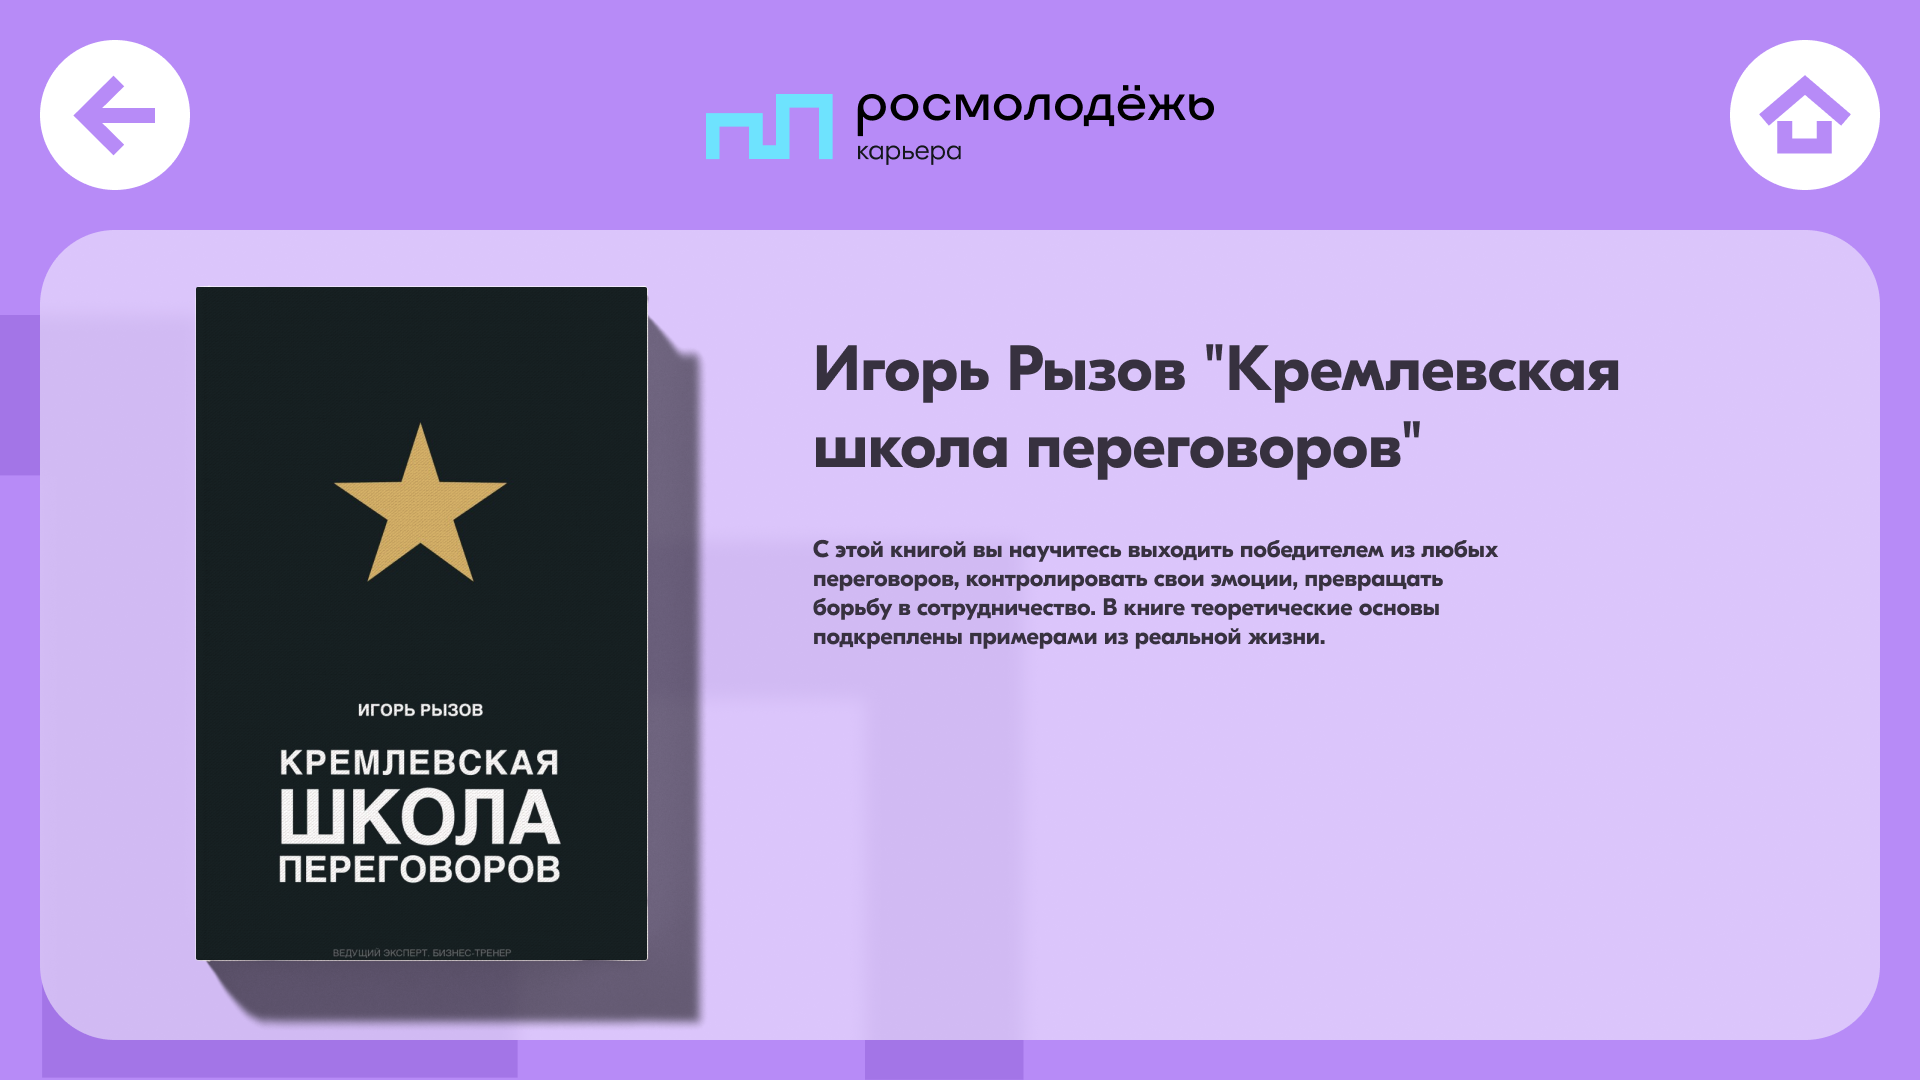 росмолодёжь
карьера
Игорь Рызов "Кремлевская
школа переговоров"
С этой книгой вы научитесь выходить победителем из любых
переговоров, контролировать свои эмоции, превращать
борьбу в сотрудничество. В книге теоретические основы
подкреплены примерами из реальной жизни.
ИГОРЬ РЫЗОВ
КРЕМЛЕВСКАЯ
ШКОЛА
ПЕРЕГОВОРОВ
ВЕДУЩИЙ ЭКСПЕРТ. БИЗНЕС-ТРЕНЕР